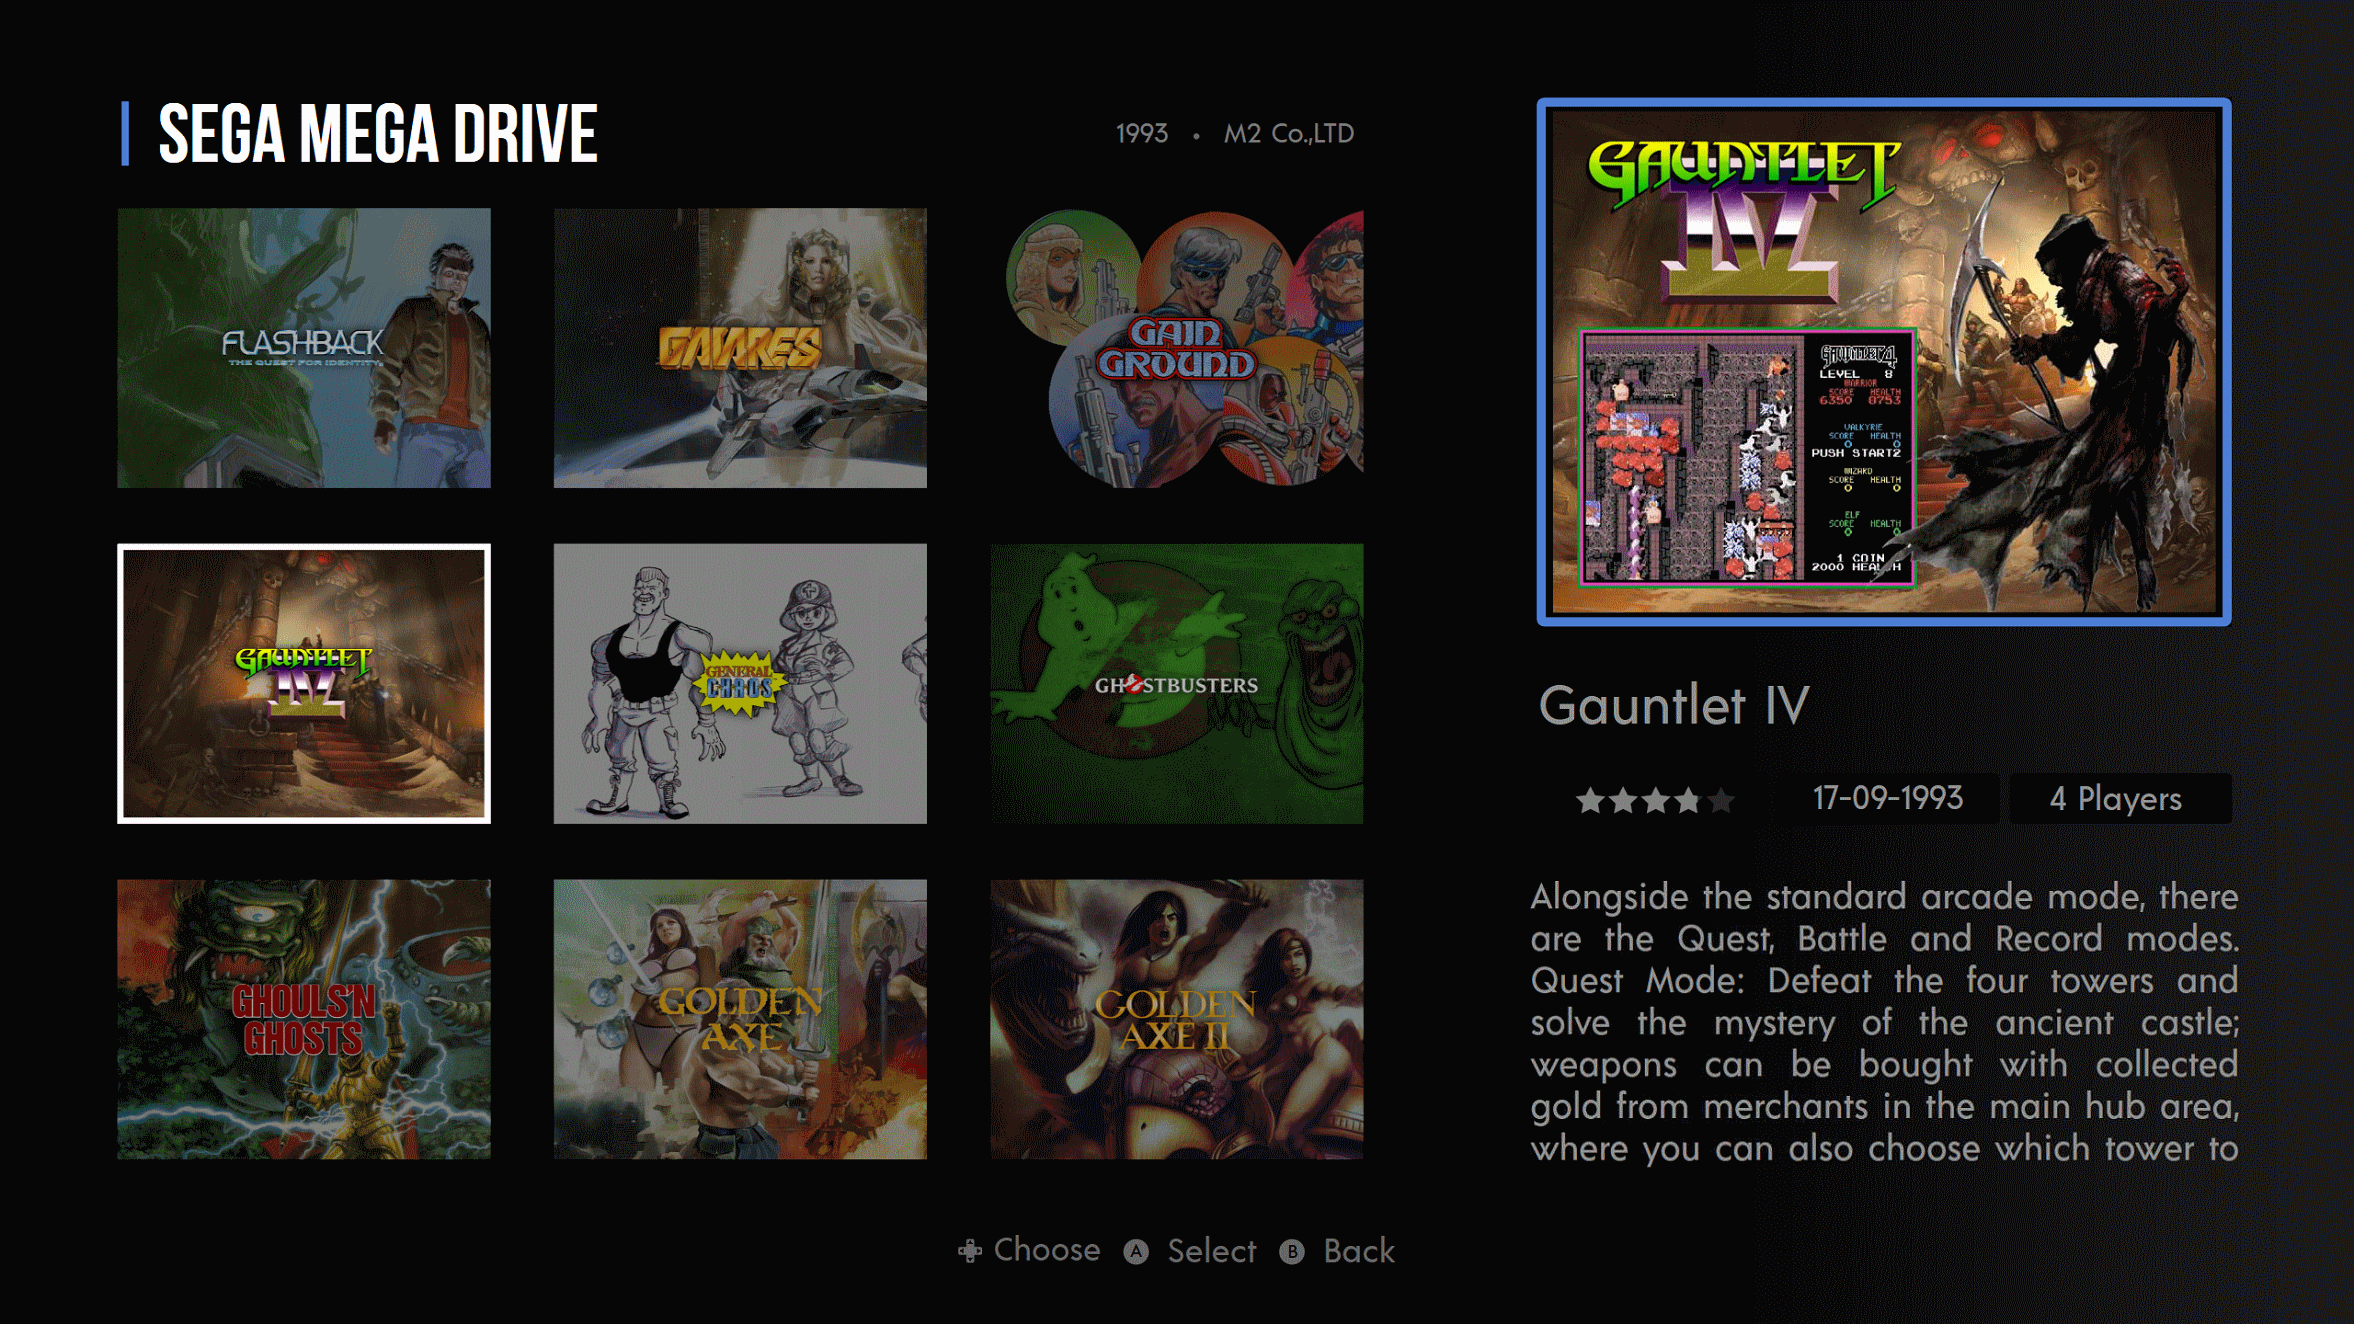 SEGA MEGA DRIVE
1993 • M2 Co.,LTD
FLASHBACK
THE QUEST FOR IDENTITY
GAIARES
GAIN
GROUND
GAUNTLET
IV
GENERAL
CHAOS
GHOSTBUSTERS
GHOULS'N
GHOSTS
GOLDEN
AXE
GOLDEN
AXE II
GAUNTLET
IV
GAUNTLET4
LEVEL 8
WARRIOR
SCORE HEALTH
6350 0753
VALKYRIE
SCORE HEALTH
0 0
PUSH START2
WIZARD
SCORE HEALTH
0 0
ELF
SCORE HEALTH
0 0
1 COIN
2000 HEALTH
Gauntlet IV
17-09-1993
4 Players
Alongside the standard arcade mode, there
are the Quest, Battle and Record modes.
Quest Mode: Defeat the four towers and
solve the mystery of the ancient castle;
weapons can be bought with collected
gold from merchants in the main hub area,
where you can also choose which tower to
Choose A Select B Back